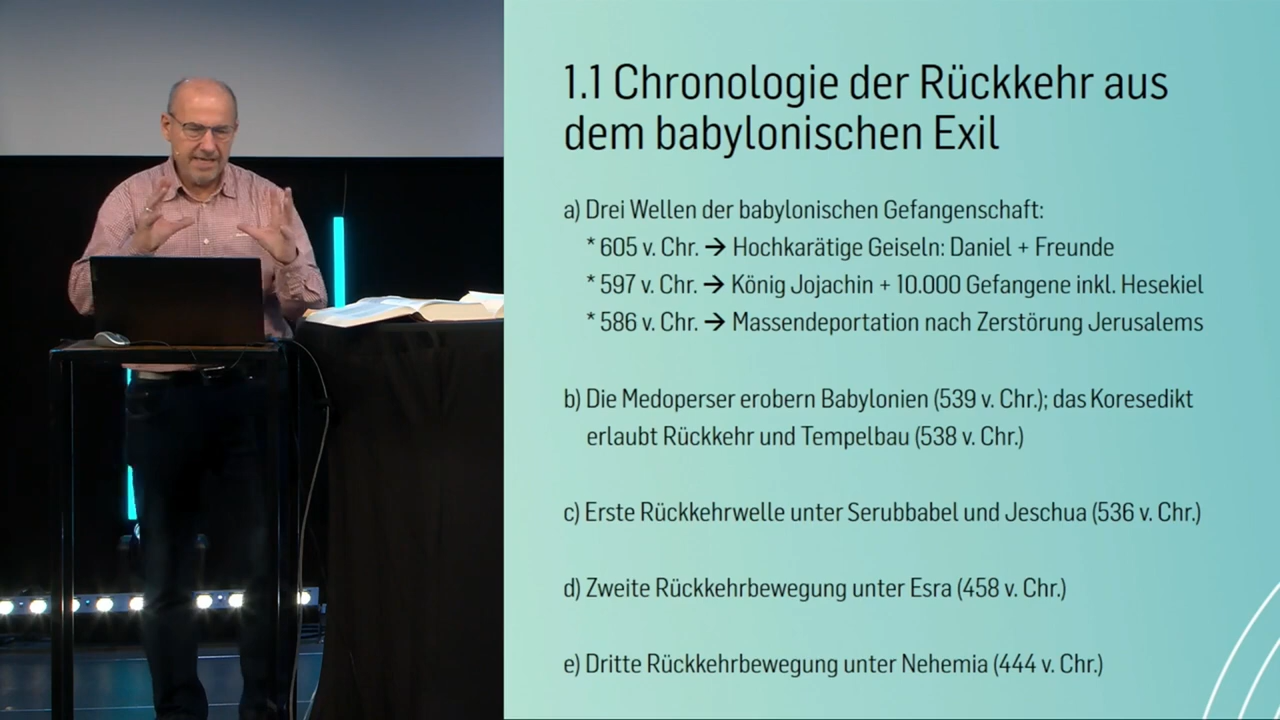 1.1 Chronologie der Rückkehr aus
dem babylonischen Exil
a) Drei Wellen der babylonischen Gefangenschaft:
* 605 v. Chr. → Hochkarätige Geiseln: Daniel + Freunde
* 597 v. Chr. → König Jojachin + 10.000 Gefangene inkl. Hesekiel
* 586 v. Chr. → Massendeportation nach Zerstörung Jerusalems
b) Die Medoperser erobern Babylonien (539 v. Chr.); das Koresedikt
erlaubt Rückkehr und Tempelbau (538 v. Chr.)
c) Erste Rückkehrwelle unter Serubbabel und Jeschua (536 v. Chr.)
d) Zweite Rückkehrbewegung unter Esra (458 v. Chr.)
e) Dritte Rückkehrbewegung unter Nehemia (444 v. Chr.)